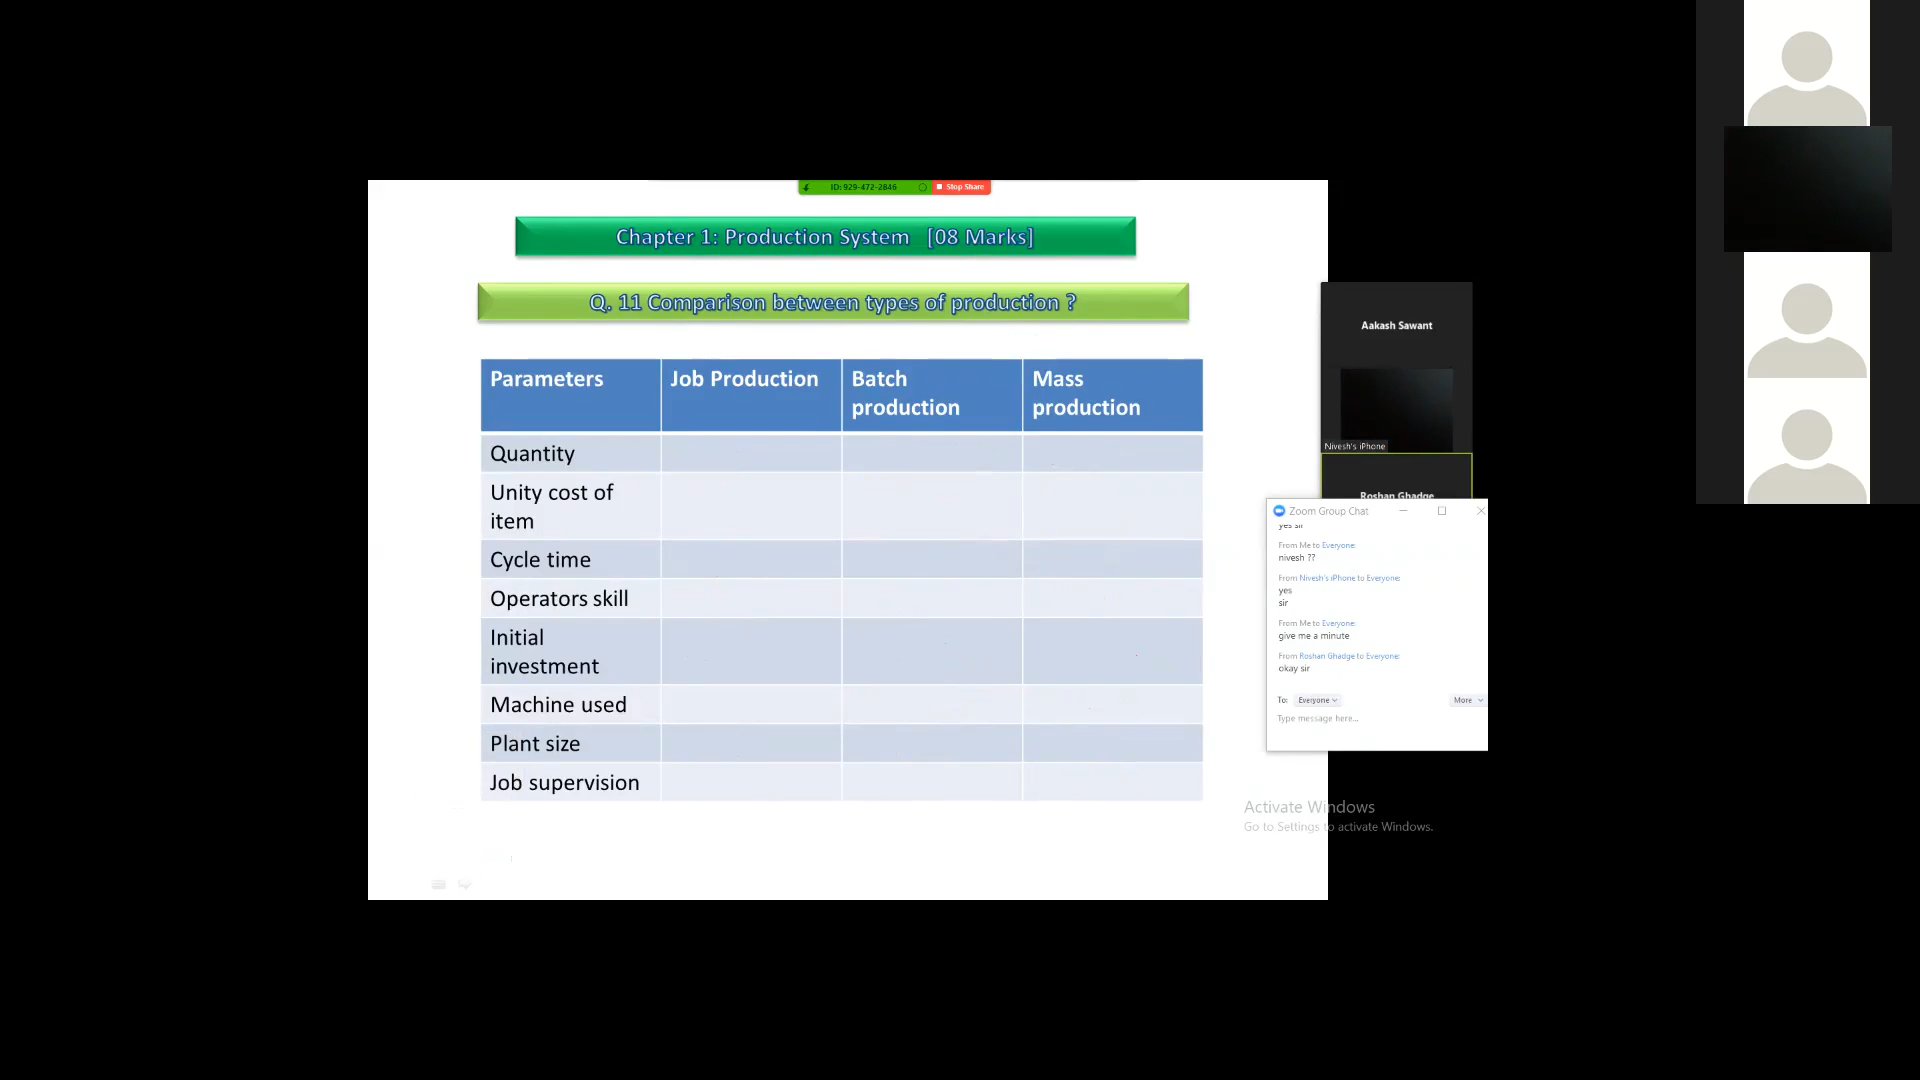 ID: 929-472-2846 Stop Share
Chapter 1: Production System [08 Marks]
Q. 11 Comparison between types of production ?
Parameters Job Production Batch production Mass production
Quantity
Unity cost of
item
Cycle time
Operators skill
Initial
investment
Machine used
Plant size
Job supervision
Aakash Sawant
Nivesh's iPhone
Roshan Ghadge
Zoom Group Chat
yes sir
From Me to Everyone:
nivesh ??
From Nivesh's iPhone to Everyone:
yes
sir
From Me to Everyone:
give me a minute
From Roshan Ghadge to Everyone:
okay sir
To: Everyone More
Type message here...
Activate Windows
Go to Settings to activate Windows.